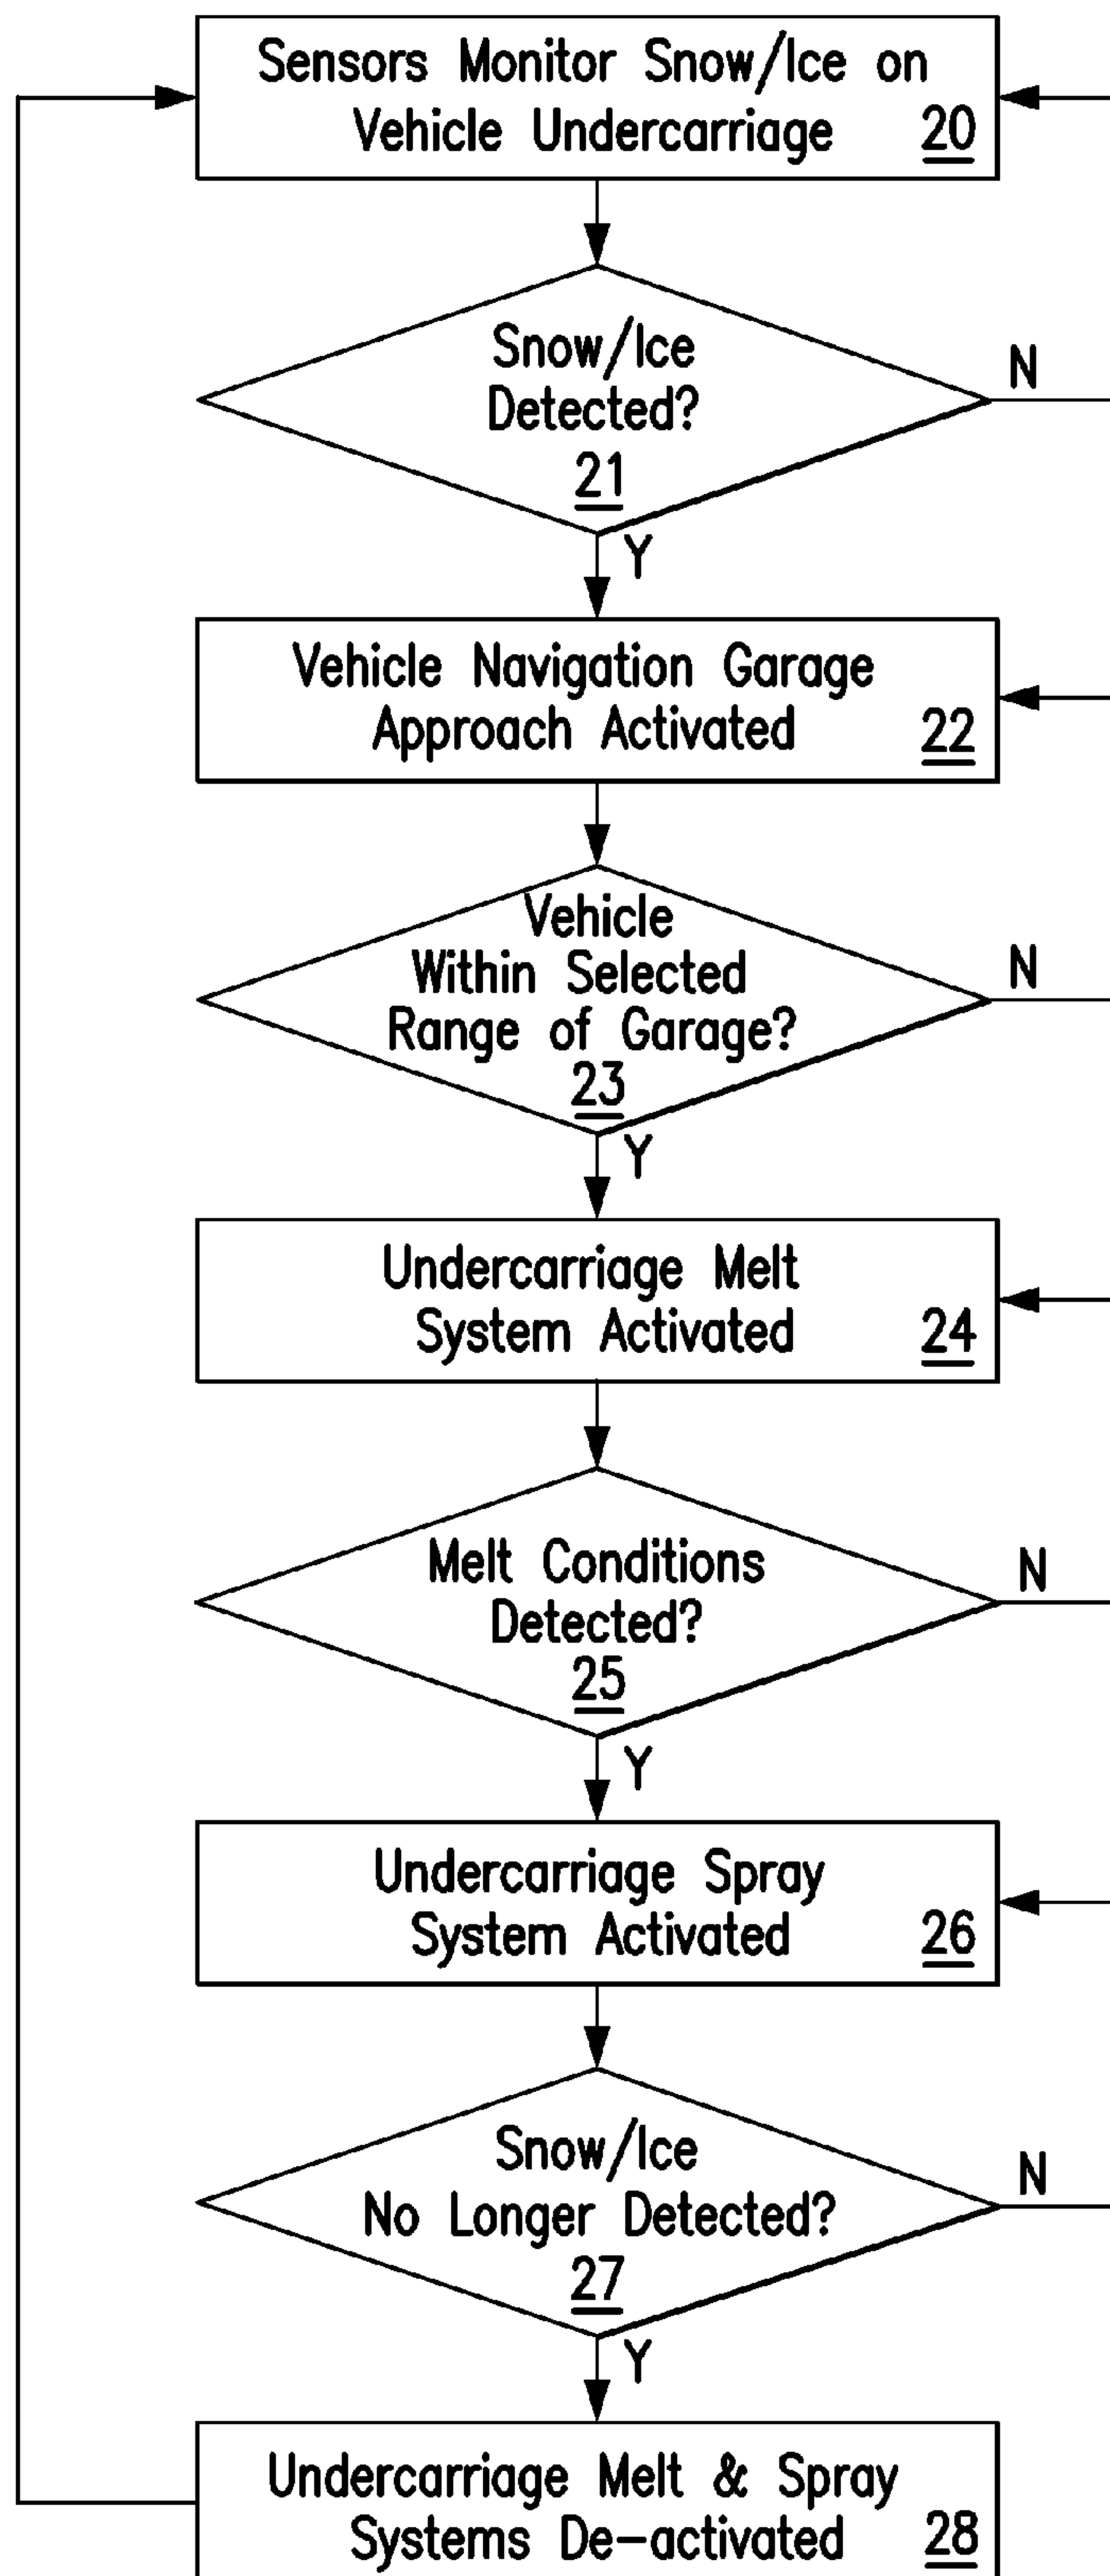 Sensors Monitor Snow/Ice on
Vehicle Undercarriage 20
Snow/Ice
Detected?
21
N
Y
Vehicle Navigation Garage
Approach Activated 22
Vehicle
Within Selected
Range of Garage?
23
N
Y
Undercarriage Melt
System Activated 24
Melt Conditions
Detected?
25
N
Y
Undercarriage Spray
System Activated 26
Snow/Ice
No Longer Detected?
27
N
Y
Undercarriage Melt & Spray
Systems De-activated 28